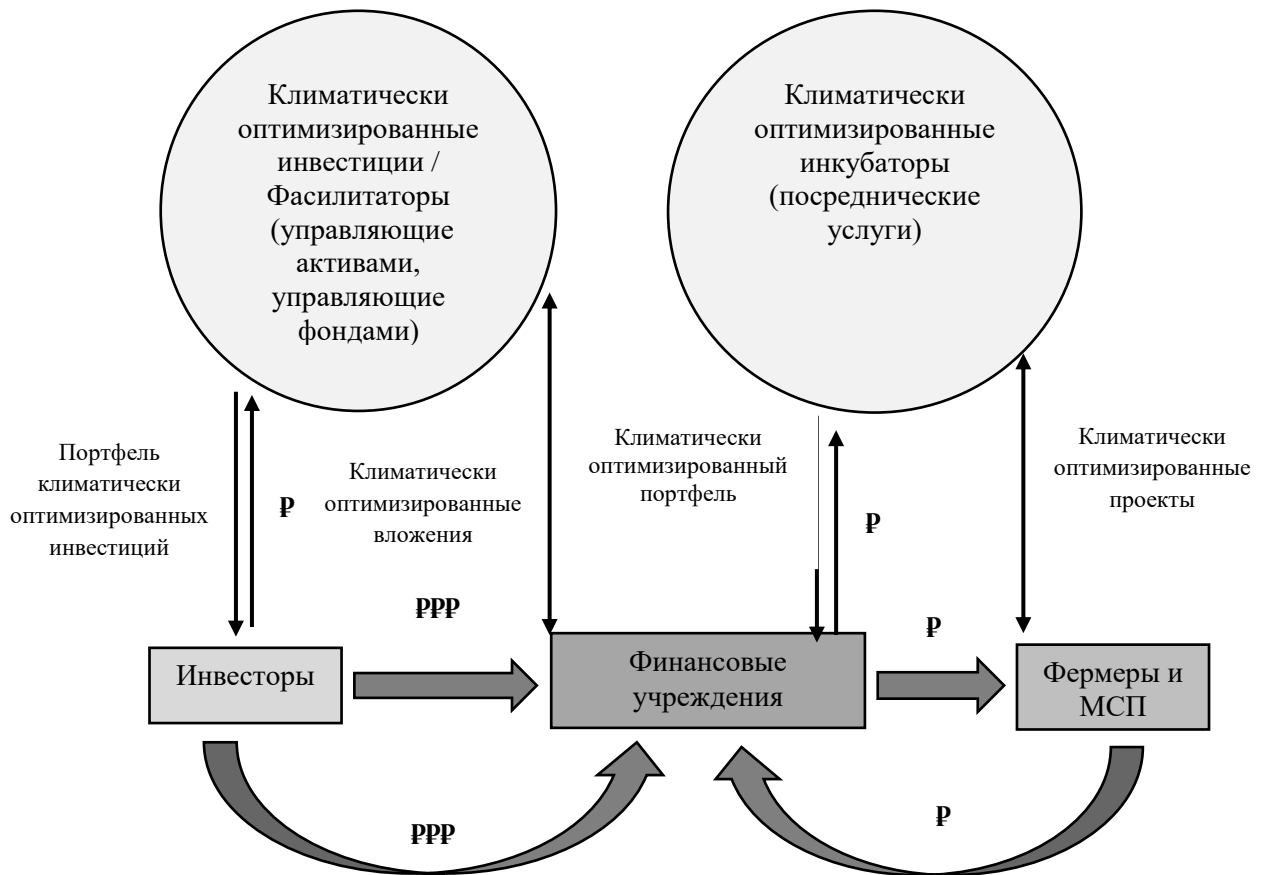 Климатически
оптимизированные
инвестиции /
Фасилитаторы
(управляющие
активами,
управляющие
фондами)
Климатически
оптимизированные
инкубаторы
(посреднические
услуги)
Портфель
климатически
оптимизированных
инвестиций
₽
Климатически
оптимизированные
вложения
₽₽₽
Климатически
оптимизированный
портфель
₽
Климатически
оптимизированные
проекты
₽
Инвесторы
Финансовые
учреждения
Фермеры и
МСП
₽₽₽
₽